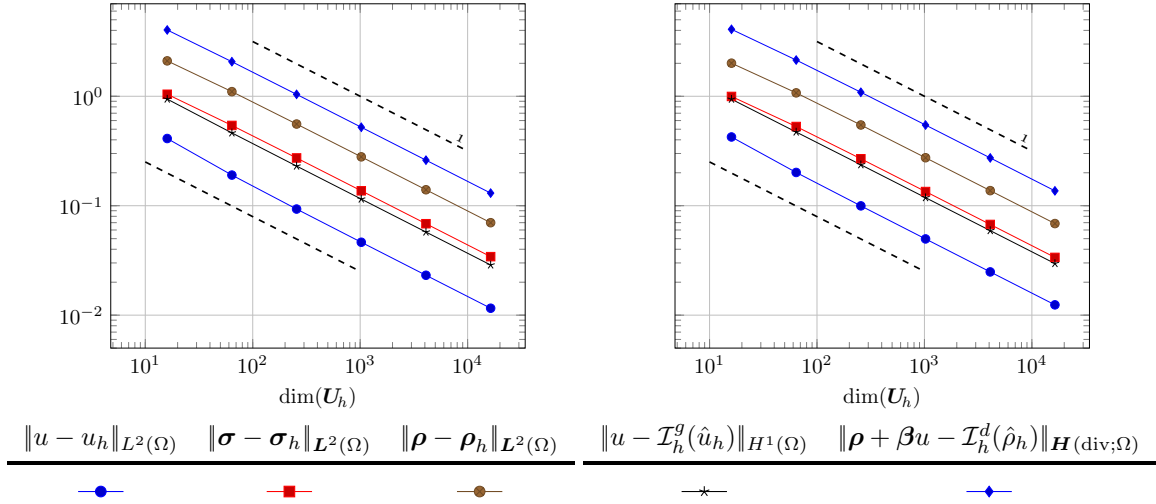 10^0
10^{-1}
10^{-2}
10^1 10^2 10^3 10^4
dim(𝑼_h)
1
10^1 10^2 10^3 10^4
dim(𝑼_h)
1
‖u − u_h‖_{L^2(Ω)} ‖𝝈 − 𝝈_h‖_{𝑳^2(Ω)} ‖𝝆 − 𝝆_h‖_{𝑳^2(Ω)} ‖u − ℐ_h^g(û_h)‖_{H^1(Ω)} ‖𝝆 + 𝜷u − ℐ_h^d(ρ̂_h)‖_{𝑯(div;Ω)}